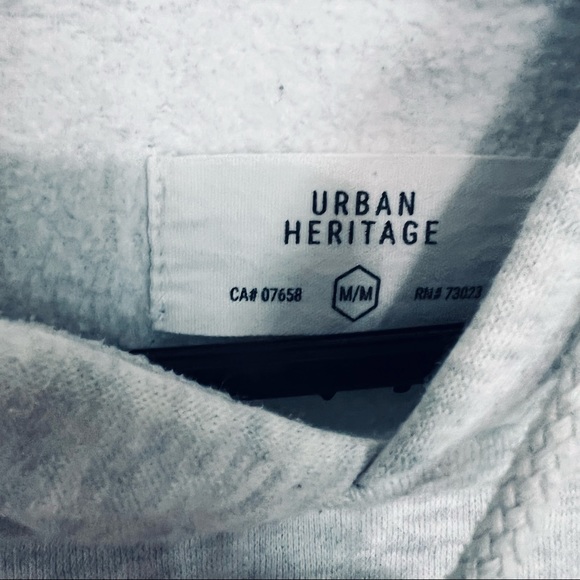 URBAN
HERITAGE
CA# 07658 M/M RN# 73023